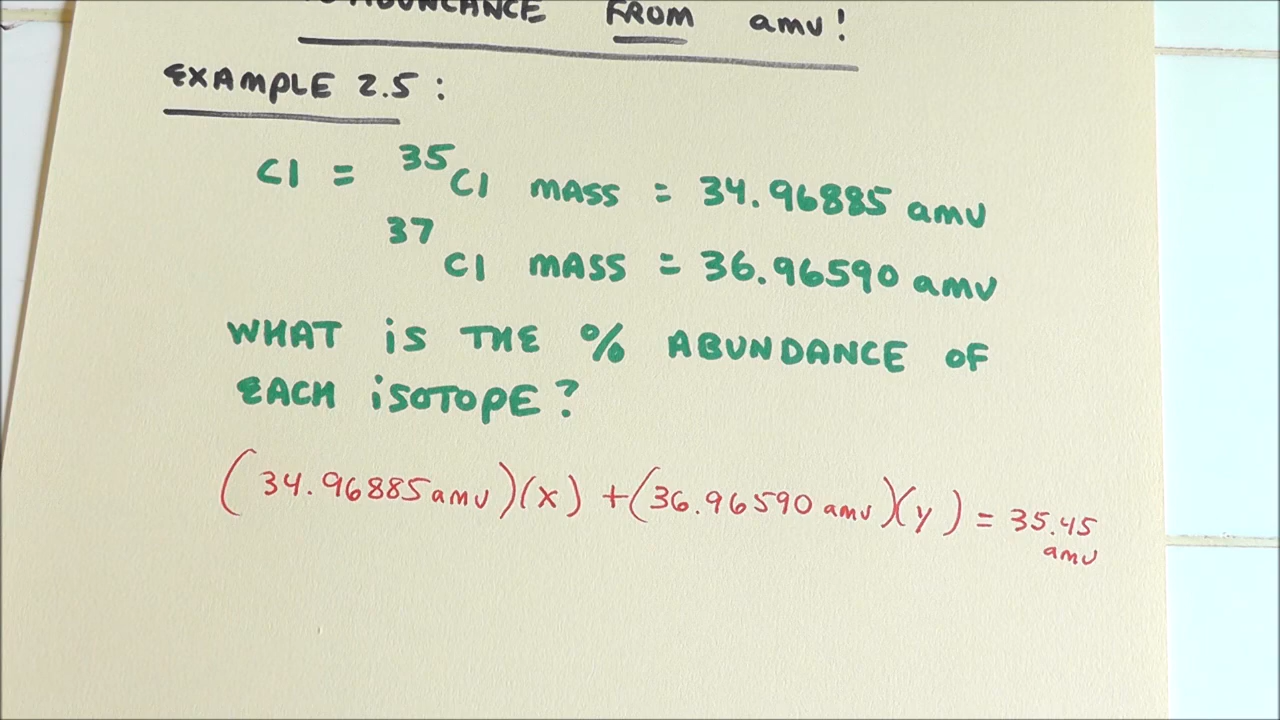 FROM amu!
EXAMPLE 2.5:
Cl = 35Cl MASS = 34.96885 amu
37Cl MASS = 36.96590 amu
WHAT iS THE % ABUNDANCE OF
EACH iSOTOPE?
(34.96885amu)(x) + (36.96590 amu)(y) = 35.45
amu